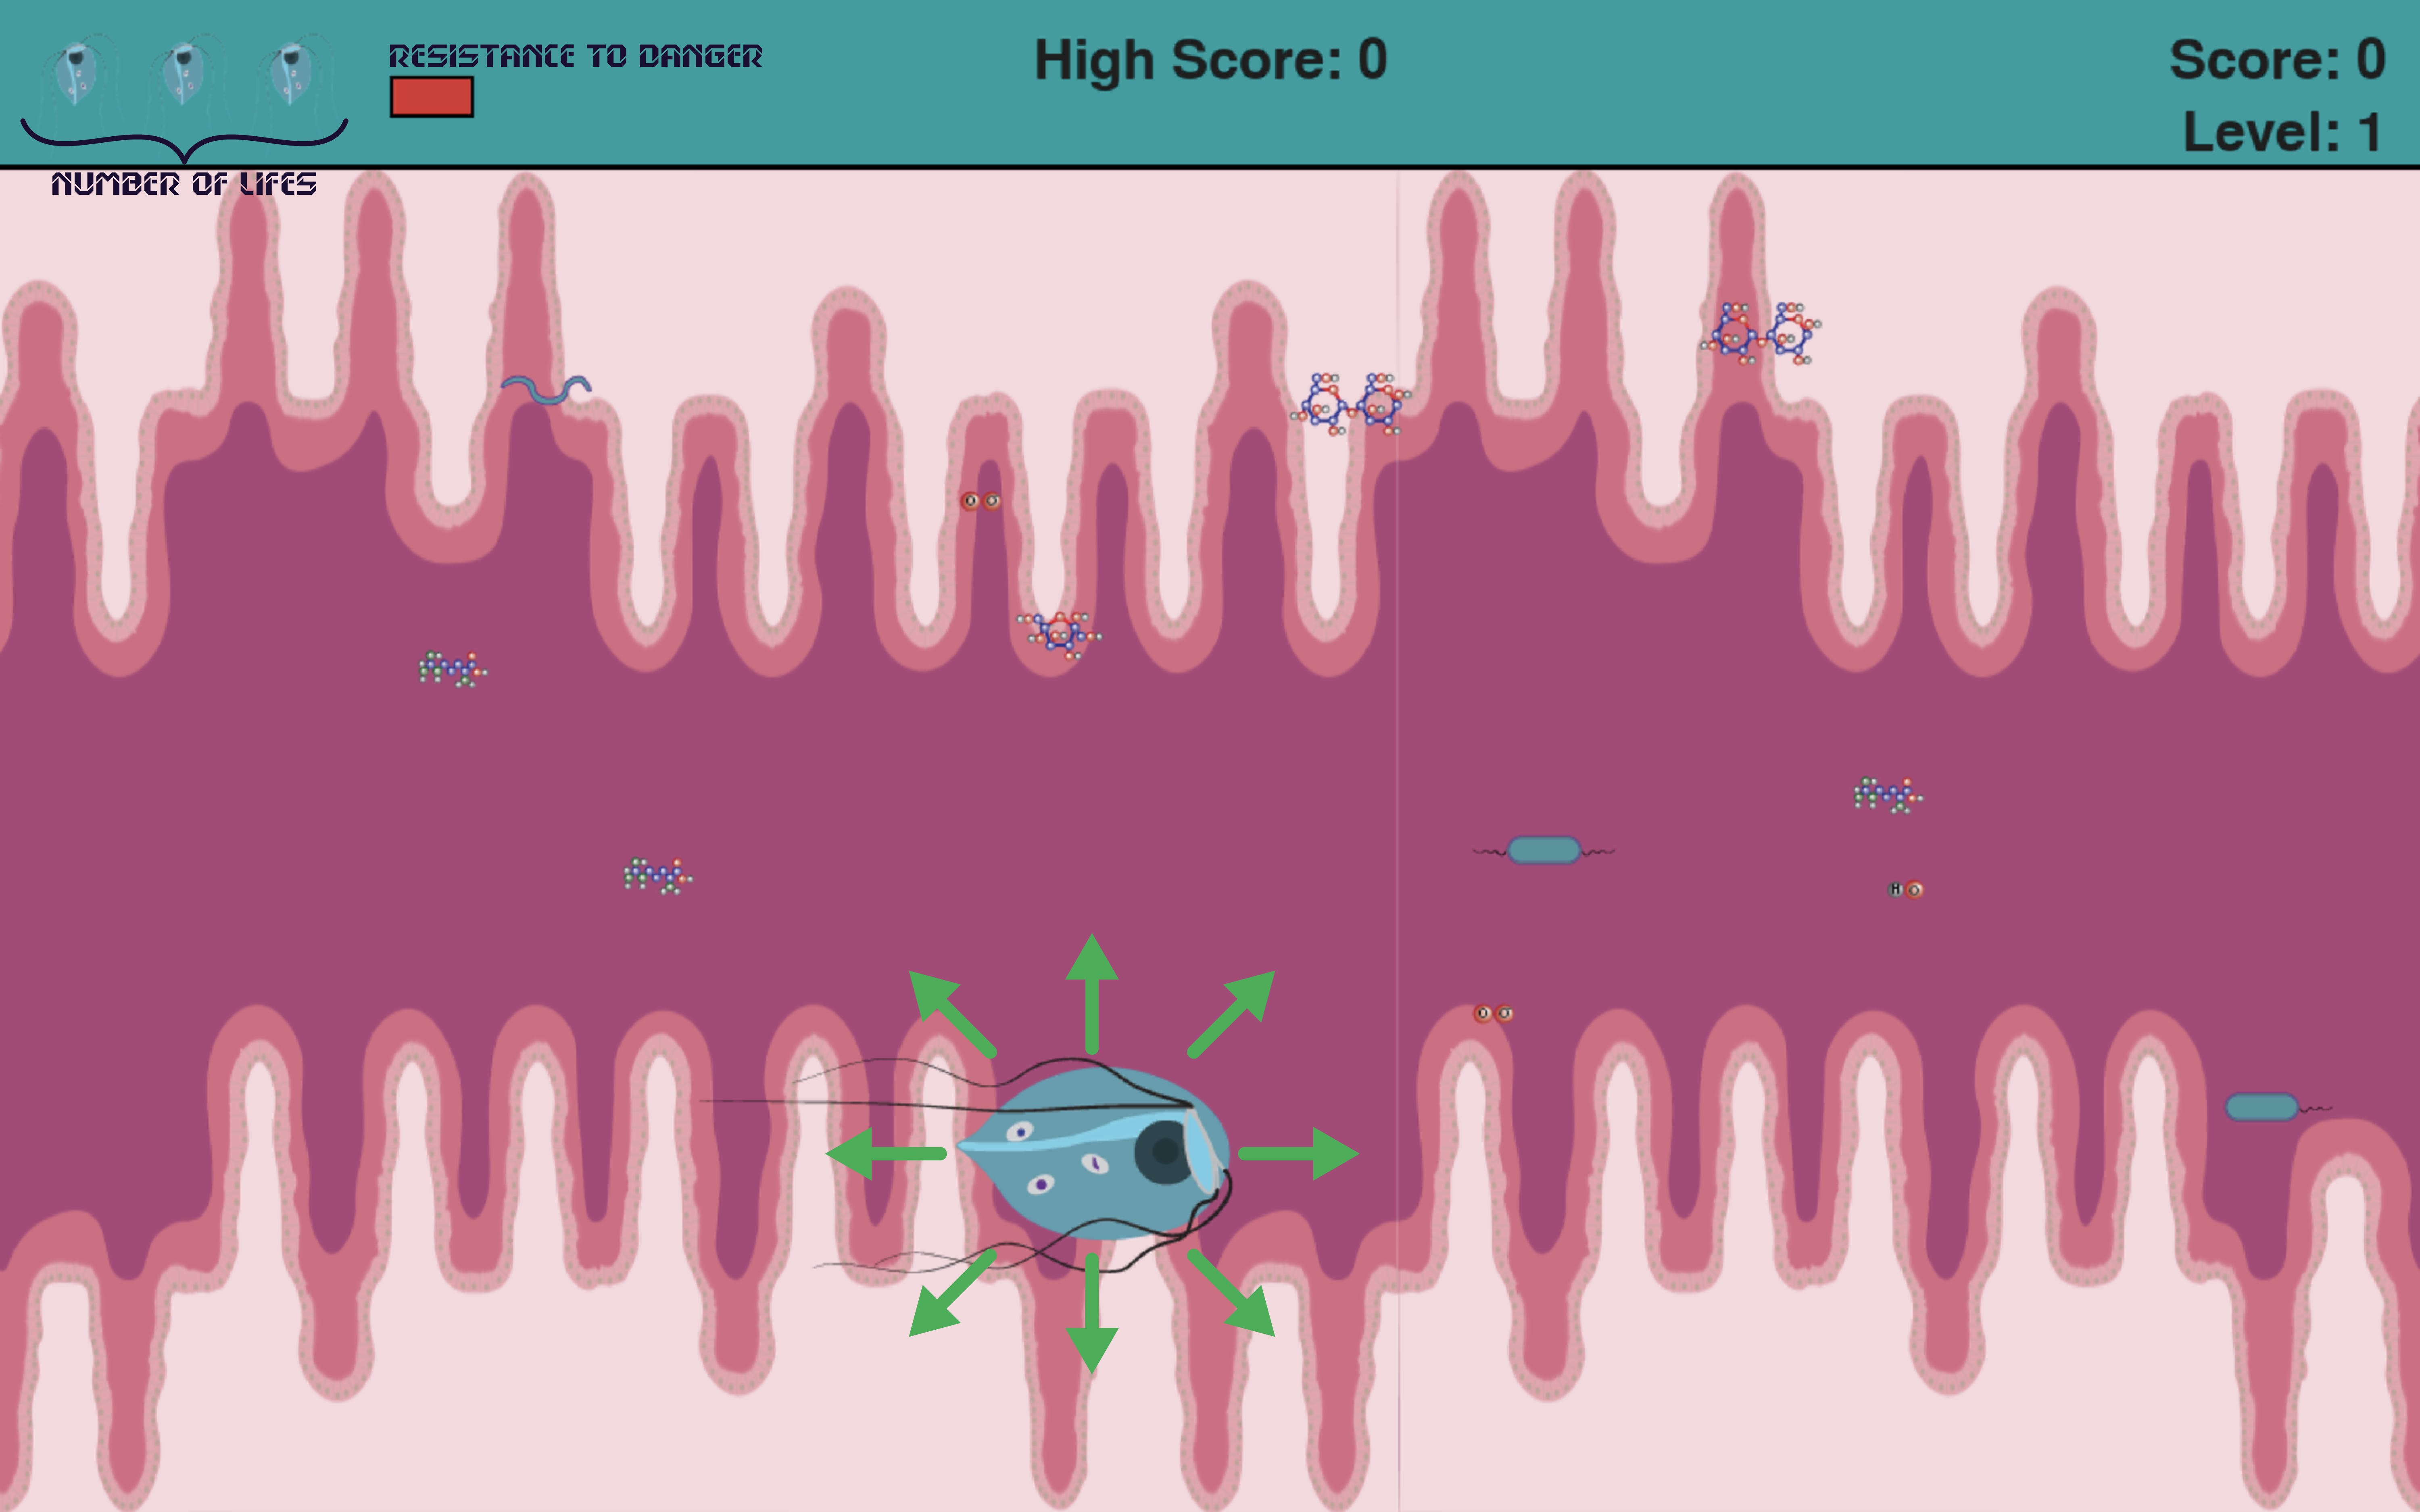 RESISTANCE TO DANGER
High Score: 0
Score: 0
Level: 1
NUMBER OF LIFES
O O
H O
O O